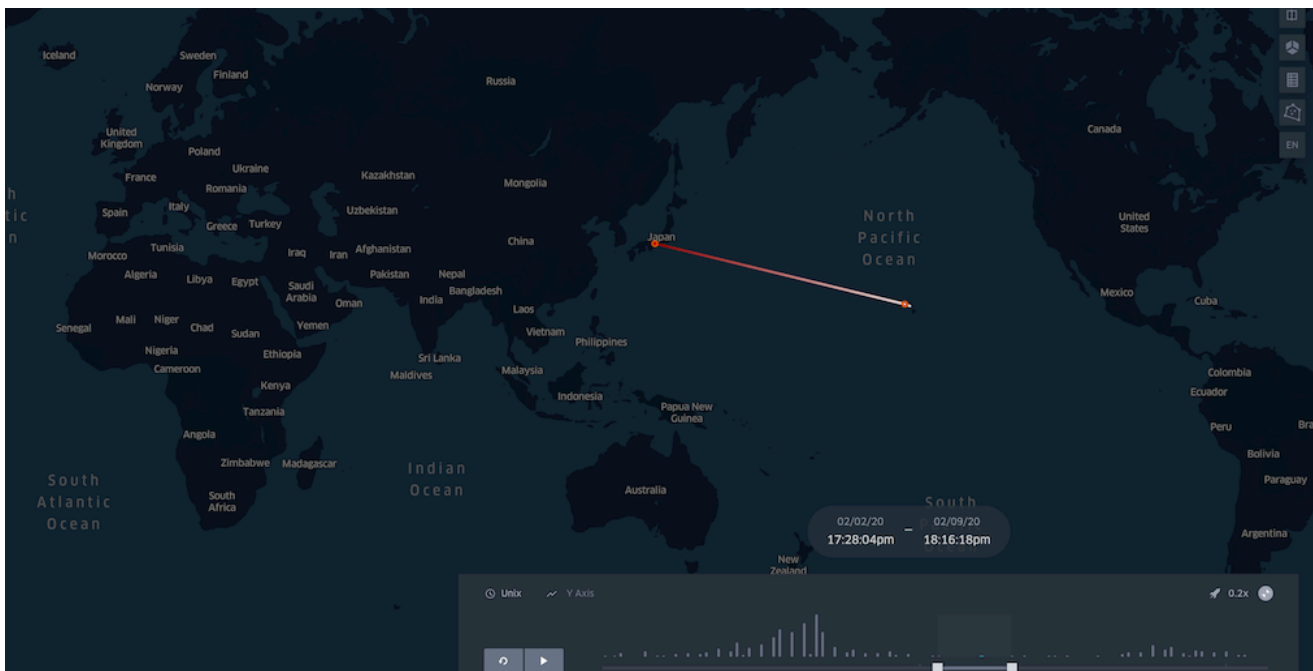 Iceland
Sweden
Finland
Norway
Russia
Canada
United
Kingdom
Poland
Ukraine
France
Romania
Kazakhstan
Mongolia
Spain
Italy
Greece
Turkey
Uzbekistan
North
Pacific
Ocean
United
States
h
tic
n
Morocco
Tunisia
Iraq
Iran
Afghanistan
China
Japan
Algeria
Libya
Egypt
Saudi
Arabia
Pakistan
Nepal
Bangladesh
Oman
India
Laos
Mexico
Cuba
Senegal
Mali
Niger
Chad
Sudan
Yemen
Vietnam
Philippines
Nigeria
Cameroon
Ethiopia
Sri Lanka
Maldives
Malaysia
Colombia
Ecuador
Kenya
Tanzania
Indonesia
Papua New
Guinea
Peru
Bra
Angola
Zimbabwe
Madagascar
Indian
Ocean
Bolivia
Paraguay
South
Atlantic
Ocean
South
Africa
Australia
South
Argentina
New
Zealand
02/02/20 – 02/09/20
17:28:04pm 18:16:18pm
EN
Unix Y Axis 0.2x